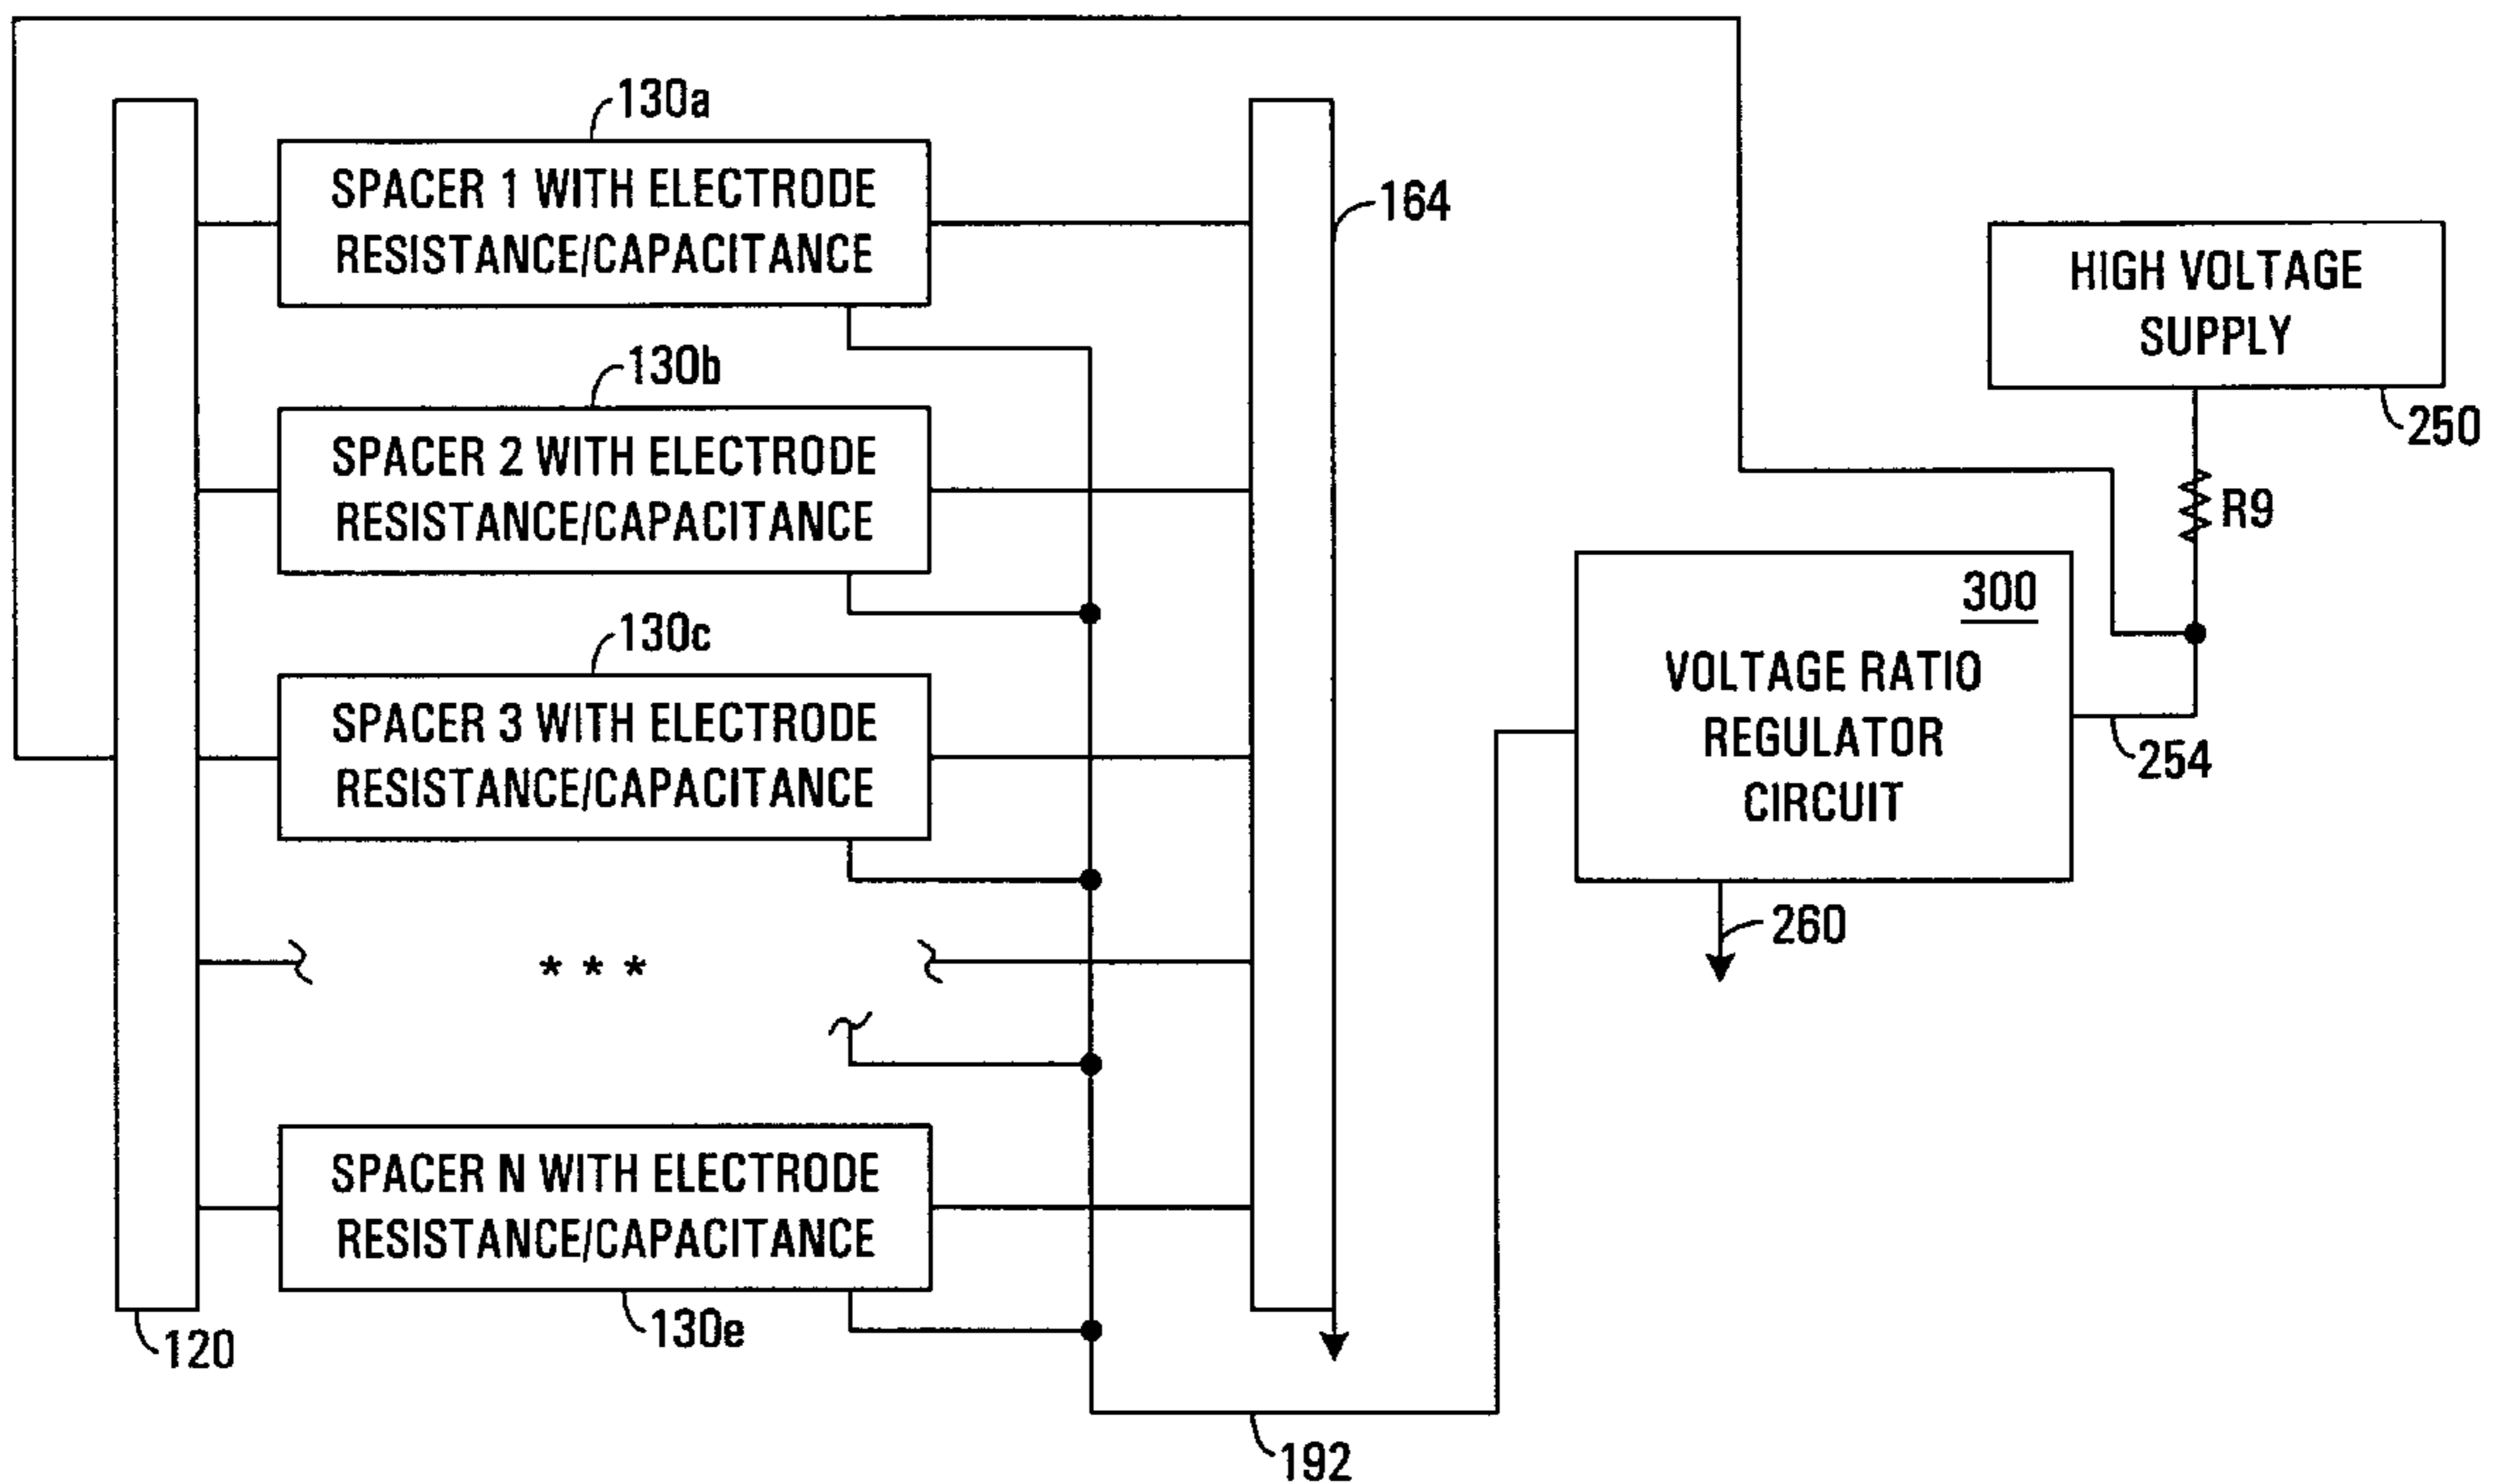 130a
SPACER 1 WITH ELECTRODE
RESISTANCE/CAPACITANCE
164
HIGH VOLTAGE
SUPPLY
250
130b
SPACER 2 WITH ELECTRODE
RESISTANCE/CAPACITANCE
R9
130c
SPACER 3 WITH ELECTRODE
RESISTANCE/CAPACITANCE
300
VOLTAGE RATIO
REGULATOR
CIRCUIT
254
260
* * *
SPACER N WITH ELECTRODE
RESISTANCE/CAPACITANCE
130e
120
192